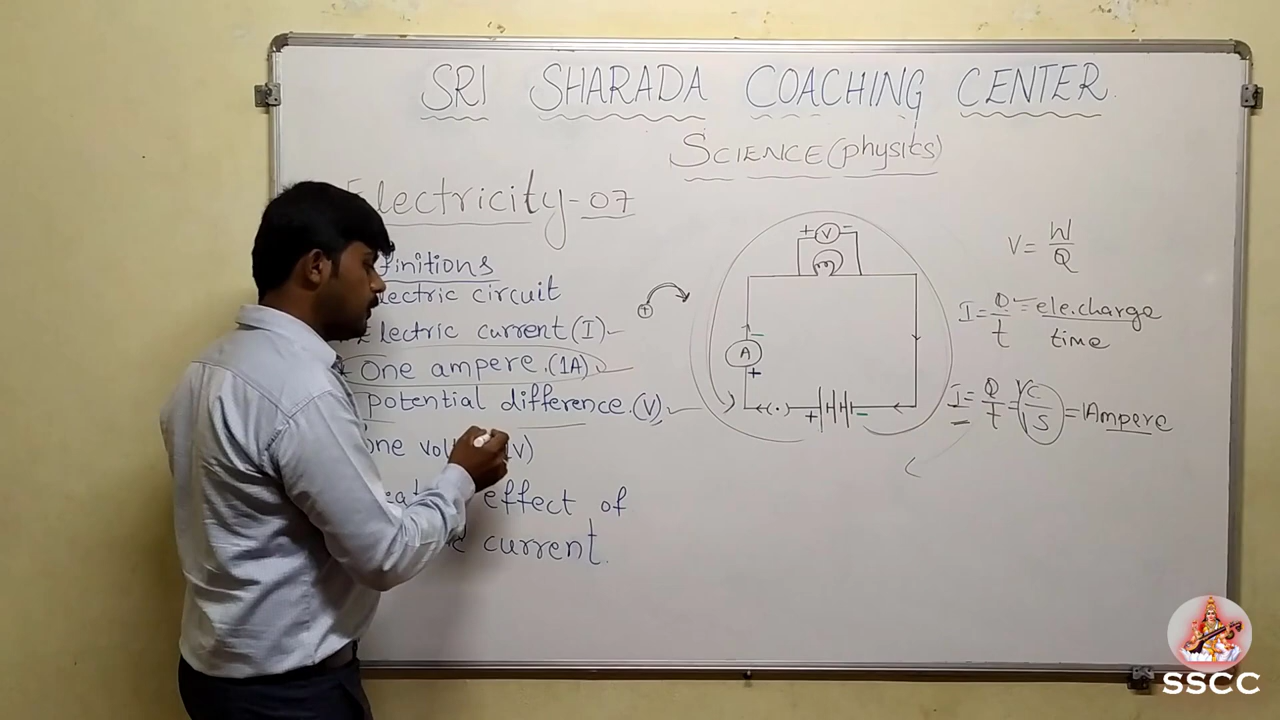 SRI SHARADA COACHING CENTER.
SCIENCE (physics)
Electricity-07
finitions
lectric circuit
Electric current (I)
One ampere. (1A)
potential difference. (V)
one vol V)
effect of
current.
+ V -
A
-
+
+ -
+
V = W/Q
I = Q/t = ele.charge/time
I = Q/t = 1C/1S = 1Ampere
SSCC